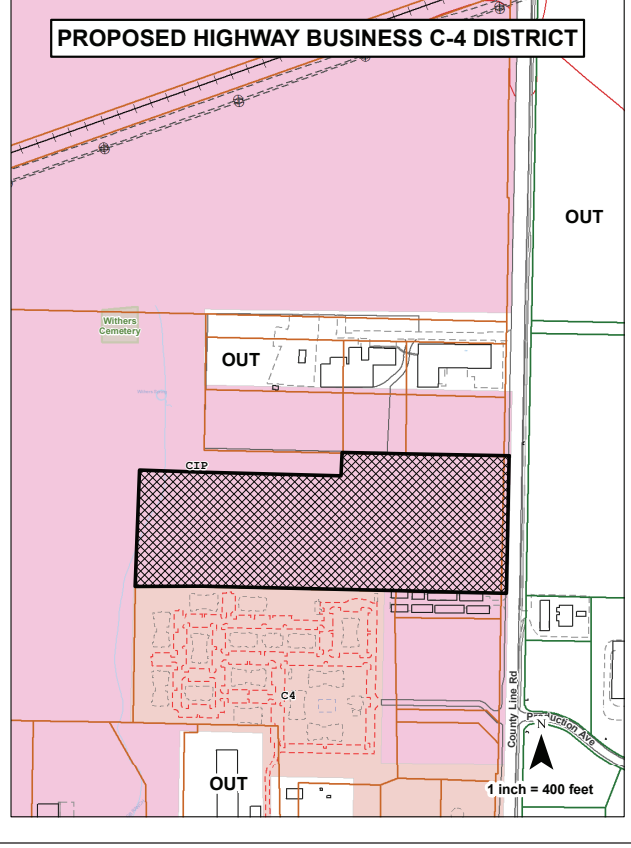 PROPOSED HIGHWAY BUSINESS C-4 DISTRICT
OUT
Withers
Cemetery
OUT
CIP
C4
County Line Rd
Production Ave
N
OUT
1 inch = 400 feet